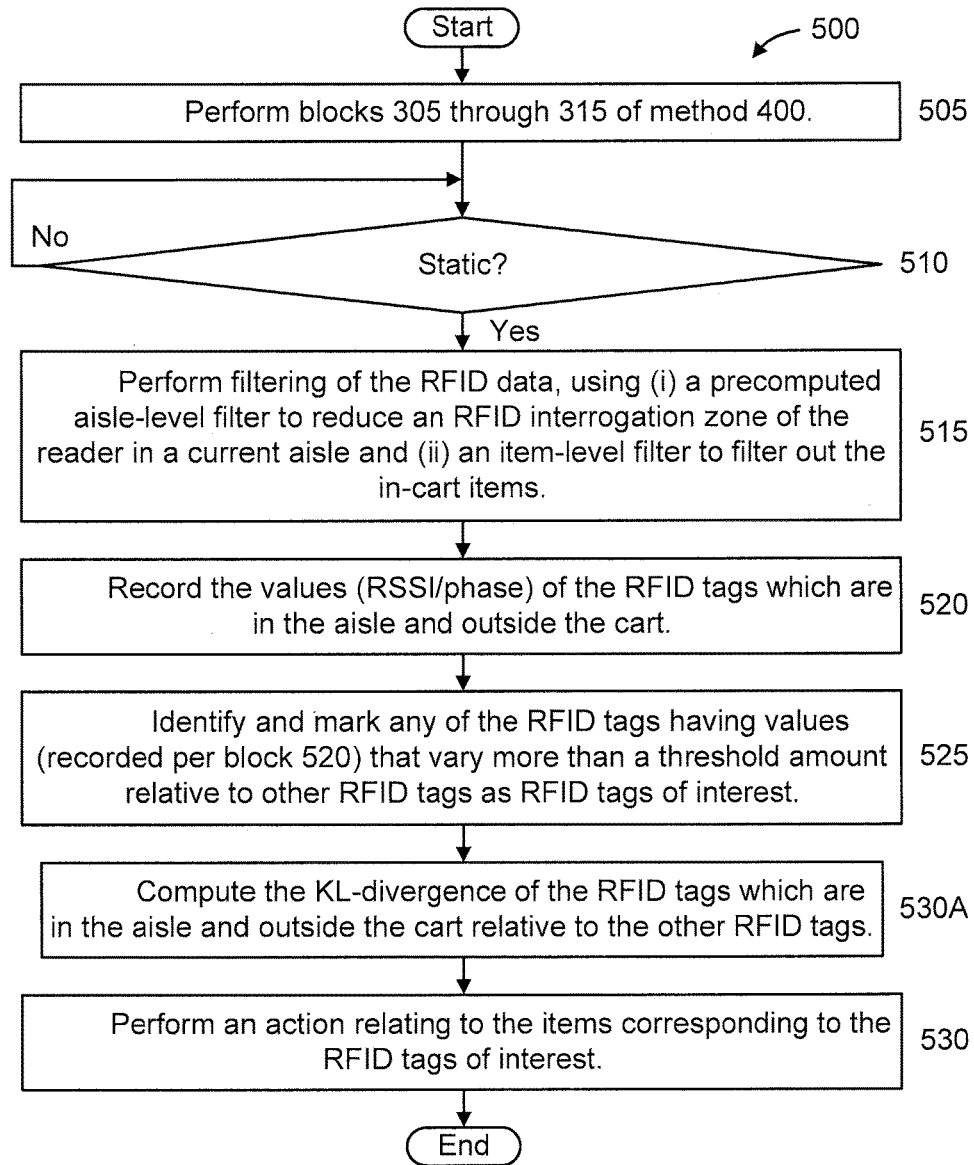 Start
500
Perform blocks 305 through 315 of method 400.
505
No
Static?
510
Yes
Perform filtering of the RFID data, using (i) a precomputed
aisle-level filter to reduce an RFID interrogation zone of the
reader in a current aisle and (ii) an item-level filter to filter out the
in-cart items.
515
Record the values (RSSI/phase) of the RFID tags which are
in the aisle and outside the cart.
520
Identify and mark any of the RFID tags having values
(recorded per block 520) that vary more than a threshold amount
relative to other RFID tags as RFID tags of interest.
525
Compute the KL-divergence of the RFID tags which are
in the aisle and outside the cart relative to the other RFID tags.
530A
Perform an action relating to the items corresponding to the
RFID tags of interest.
530
End